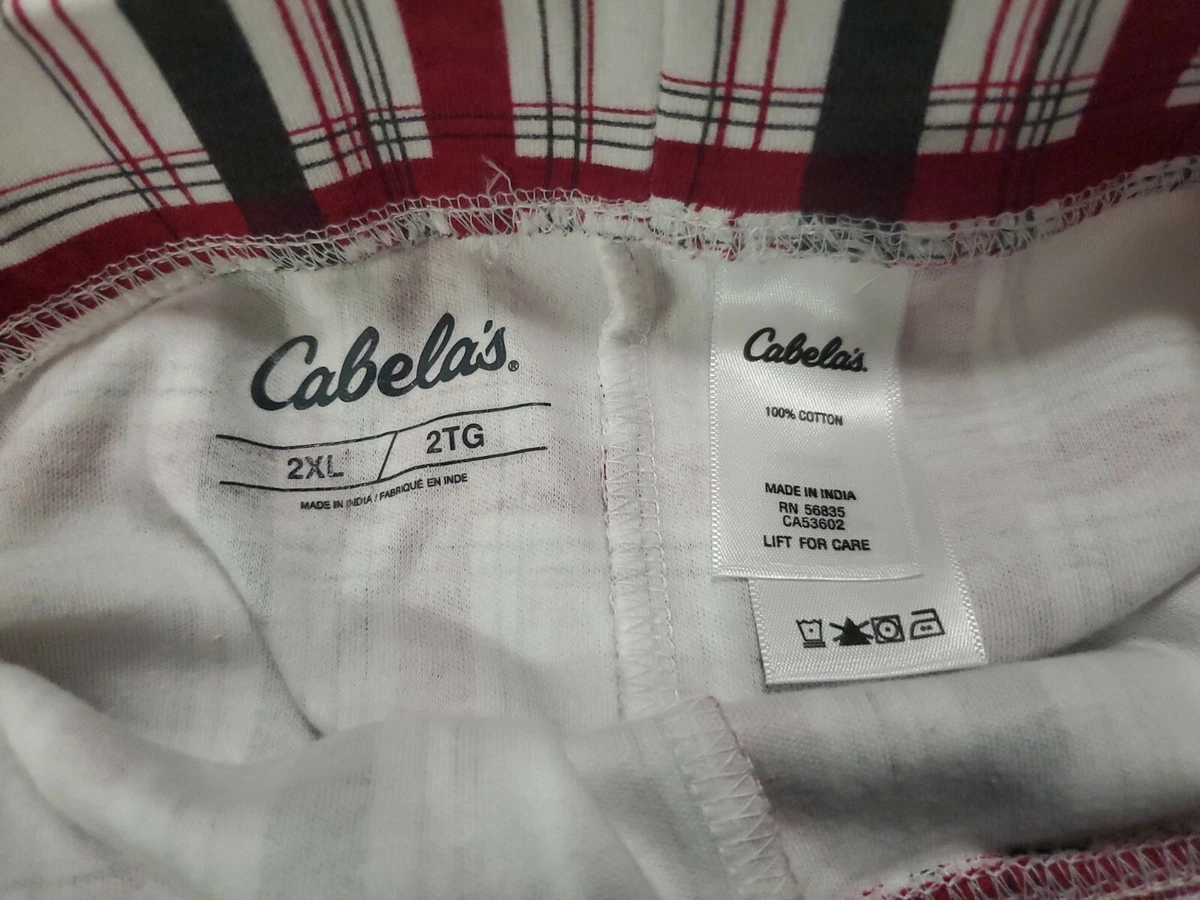 Cabela's®
2XL / 2TG
MADE IN INDIA / FABRIQUÉ EN INDE
Cabela's.
100% COTTON
MADE IN INDIA
RN 56835
CA53602
LIFT FOR CARE